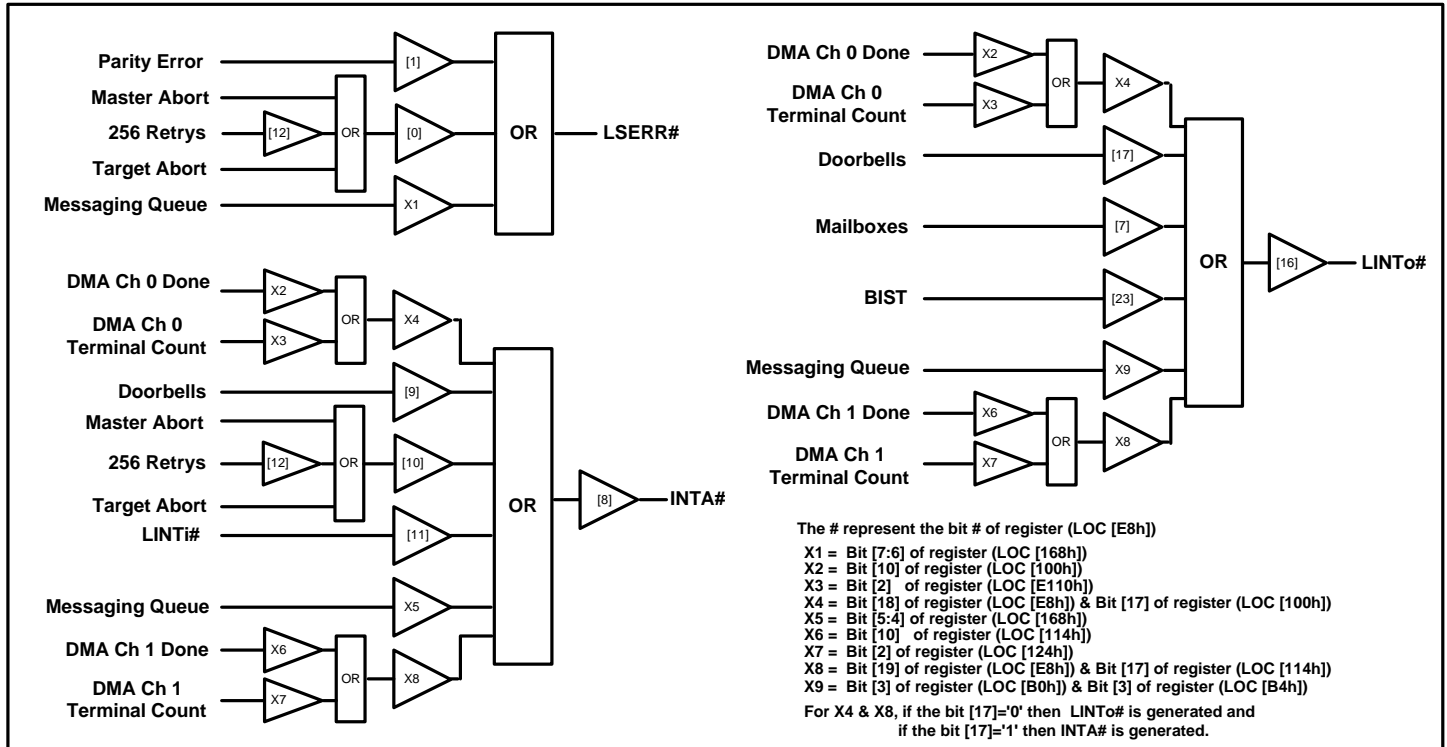 Parity Error
[1]
Master Abort
256 Retrys
[12]
OR
[0]
OR
LSERR#
Target Abort
Messaging Queue
X1
DMA Ch 0 Done
X2
OR
X4
DMA Ch 0
Terminal Count
X3
Doorbells
[9]
Master Abort
256 Retrys
[12]
OR
[10]
Target Abort
OR
[8]
INTA#
LINTi#
[11]
Messaging Queue
X5
DMA Ch 1 Done
X6
OR
X8
DMA Ch 1
Terminal Count
X7
DMA Ch 0 Done
X2
OR
X4
DMA Ch 0
Terminal Count
X3
Doorbells
[17]
Mailboxes
[7]
OR
[16]
LINTo#
BIST
[23]
Messaging Queue
X9
DMA Ch 1 Done
X6
OR
X8
DMA Ch 1
Terminal Count
X7
The # represent the bit # of register (LOC [E8h])
X1 = Bit [7:6] of register (LOC [168h])
X2 = Bit [10] of register (LOC [100h])
X3 = Bit [2] of register (LOC [E110h])
X4 = Bit [18] of register (LOC [E8h]) & Bit [17] of register (LOC [100h])
X5 = Bit [5:4] of register (LOC [168h])
X6 = Bit [10] of register (LOC [114h])
X7 = Bit [2] of register (LOC [124h])
X8 = Bit [19] of register (LOC [E8h]) & Bit [17] of register (LOC [114h])
X9 = Bit [3] of register (LOC [B0h]) & Bit [3] of register (LOC [B4h])
For X4 & X8, if the bit [17]='0' then LINTo# is generated and
if the bit [17]='1' then INTA# is generated.